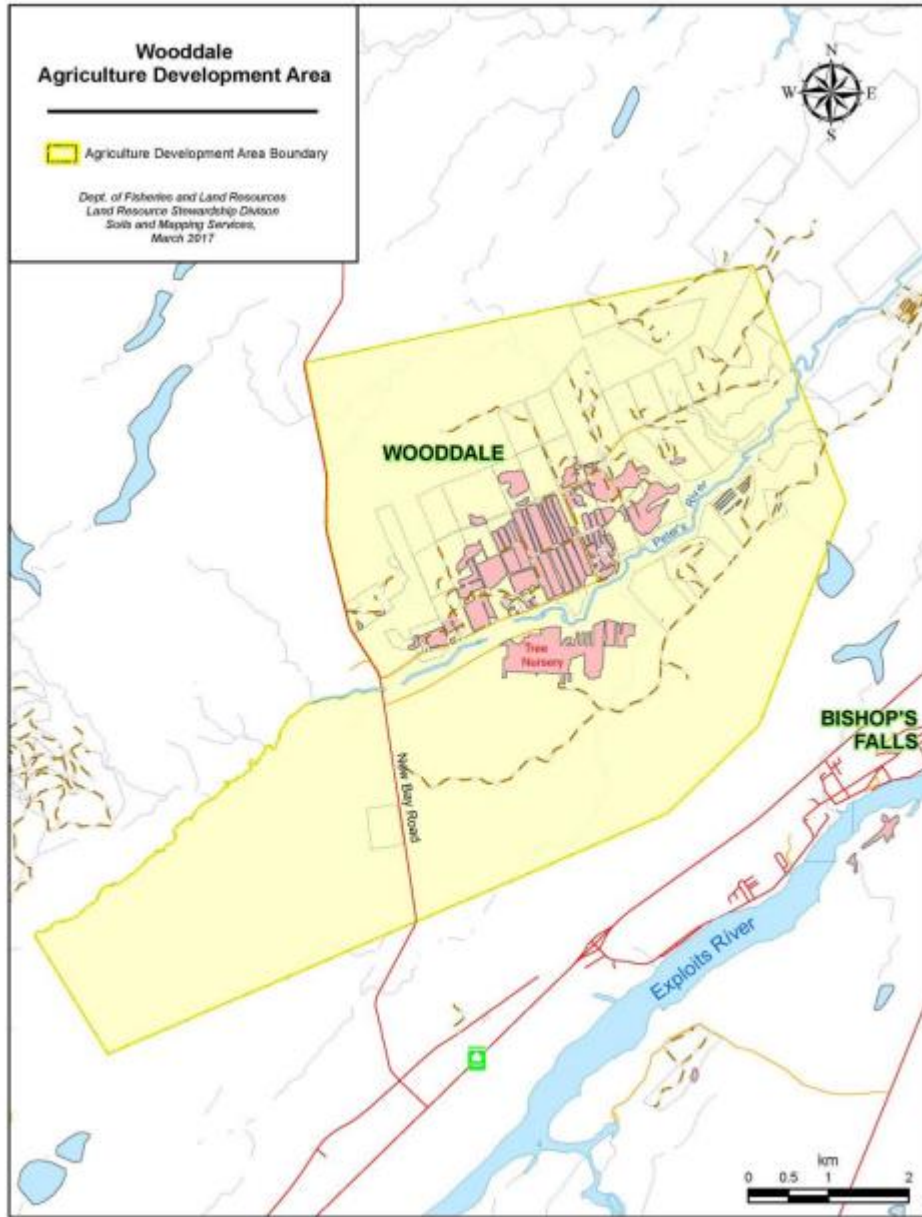 Wooddale
Agriculture Development Area
Agriculture Development Area Boundary
Dept. of Fisheries and Land Resources
Land Resource Stewardship Divison
Soils and Mapping Services,
March 2017
N
W
E
S
WOODDALE
Peter's River
Tree
Nursery
BISHOP'S
FALLS
New Bay Road
Exploits River
km
0 0.5 1 2